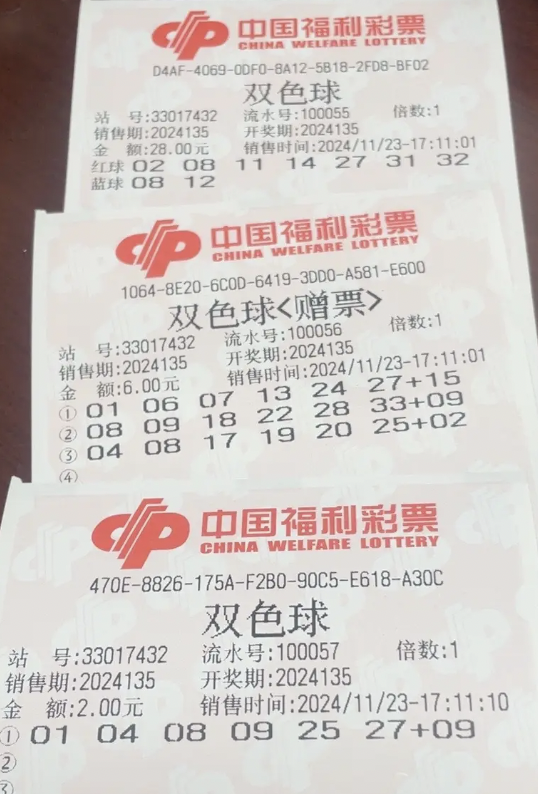 中国福利彩票
CHINA WELFARE LOTTERY
D4AF-4069-0DF0-8A12-5B18-2FD8-BF02
双色球
站 号:33017432 流水号:100055 倍数:1
销售期:2024135 开奖期:2024135
金 额:28.00元 销售时间:2024/11/23-17:11:01
红球 02 08 11 14 27 31 32
蓝球 08 12
中国福利彩票
CHINA WELFARE LOTTERY
1064-8E20-6C0D-6419-3DD0-A581-E600
双色球<赠票>
站 号:33017432 流水号:100056 倍数:1
销售期:2024135 开奖期:2024135
金 额:6.00元 销售时间:2024/11/23-17:11:01
① 01 06 07 13 24 27+15
② 08 09 18 22 28 33+09
③ 04 08 17 19 20 25+02
④
中国福利彩票
CHINA WELFARE LOTTERY
470E-8826-175A-F2B0-90C5-E618-A30C
双色球
站 号:33017432 流水号:100057 倍数:1
销售期:2024135 开奖期:2024135
金 额:2.00元 销售时间:2024/11/23-17:11:10
① 01 04 08 09 25 27+09
②
③